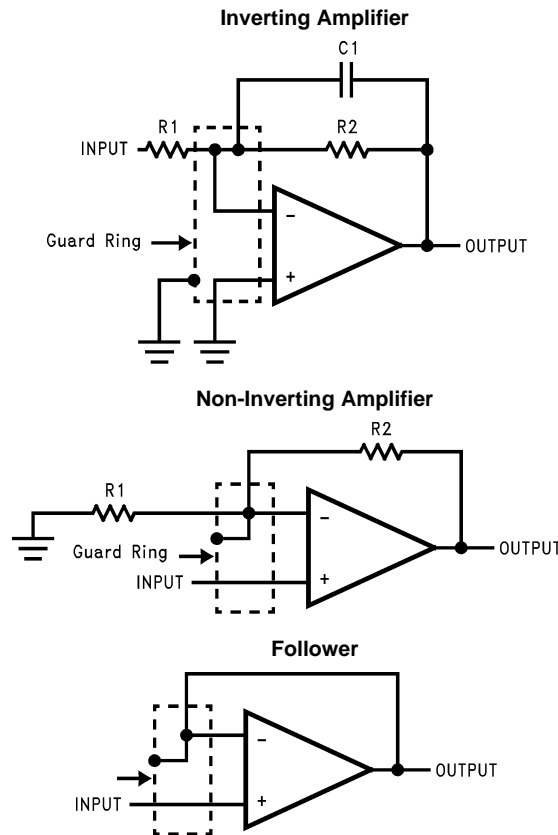 Inverting Amplifier
C1
R1
R2
INPUT
−
Guard Ring
OUTPUT
+
Non-Inverting Amplifier
R2
R1
−
Guard Ring
OUTPUT
INPUT
+
Follower
−
OUTPUT
INPUT
+